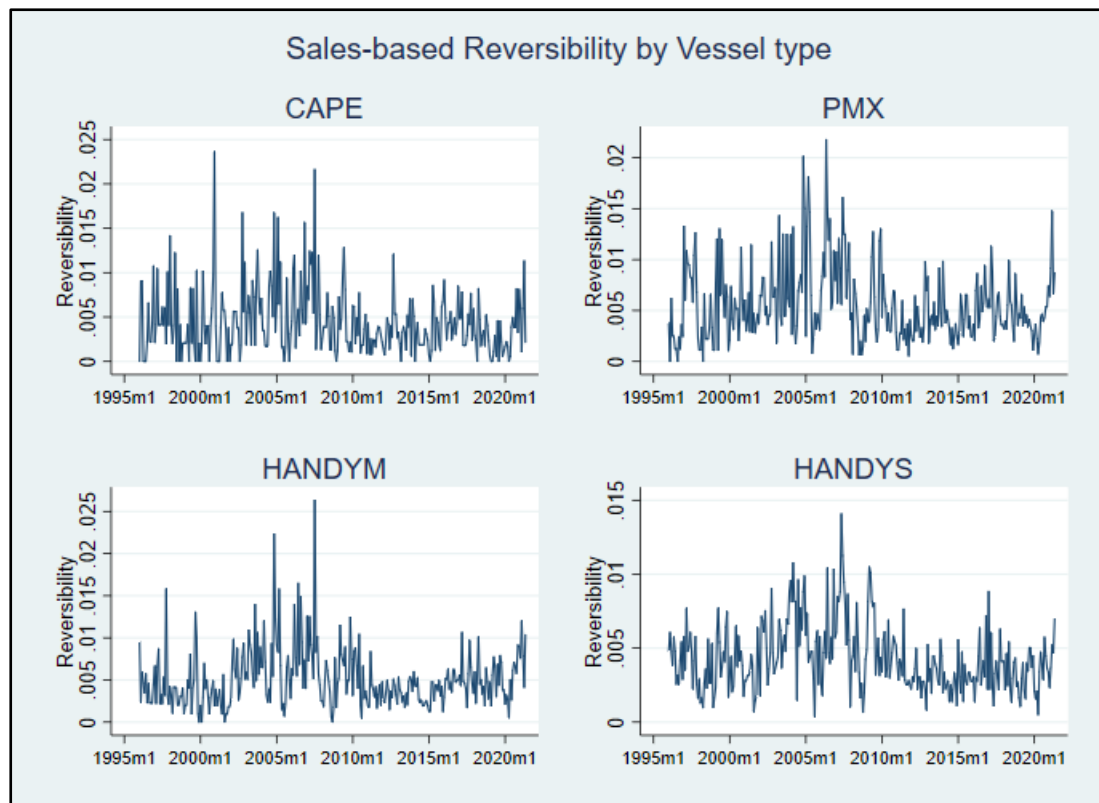 Sales-based Reversibility by Vessel type
CAPE
Reversibility
0 .005 .01 .015 .02 .025
1995m1 2000m1 2005m1 2010m1 2015m1 2020m1
PMX
Reversibility
0 .005 .01 .015 .02
1995m1 2000m1 2005m1 2010m1 2015m1 2020m1
HANDYM
Reversibility
0 .005 .01 .015 .02 .025
1995m1 2000m1 2005m1 2010m1 2015m1 2020m1
HANDYS
Reversibility
0 .005 .01 .015
1995m1 2000m1 2005m1 2010m1 2015m1 2020m1